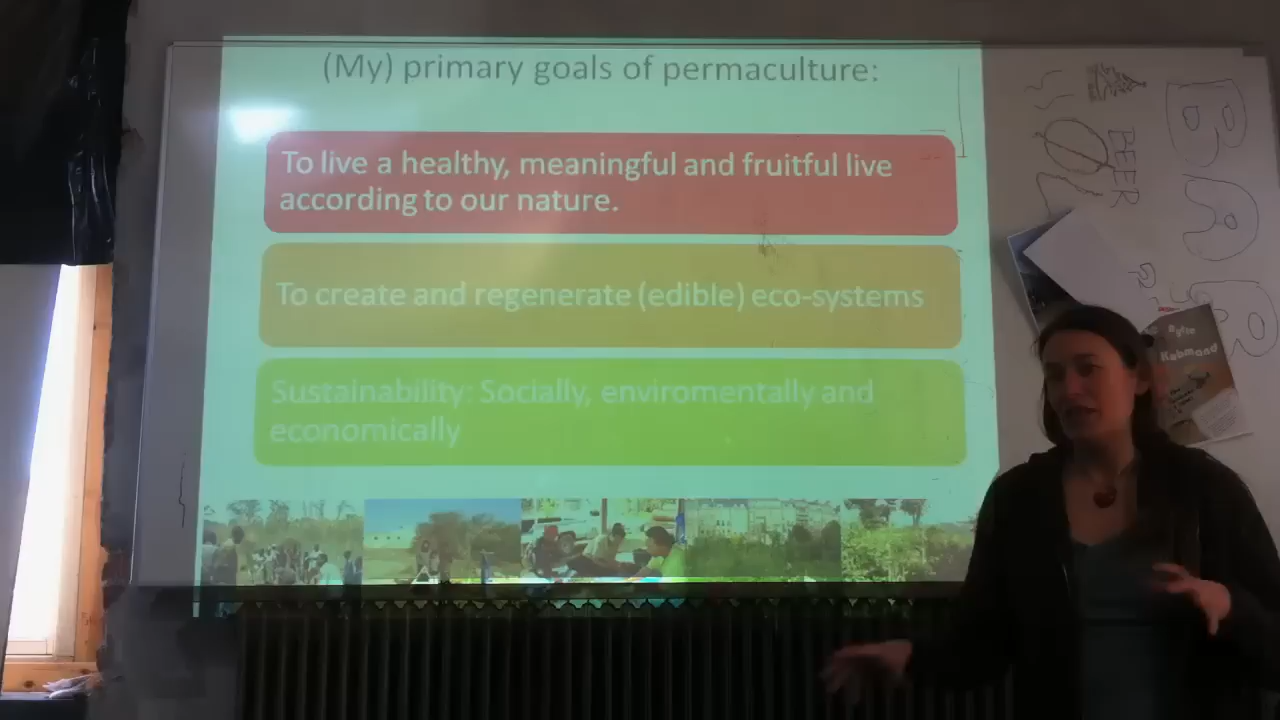 (My) primary goals of permaculture:
To live a healthy, meaningful and fruitful live
according to our nature.
To create and regenerate (edible) eco-systems
Sustainability: Socially, enviromentally and
economically
BEER
Kubmand